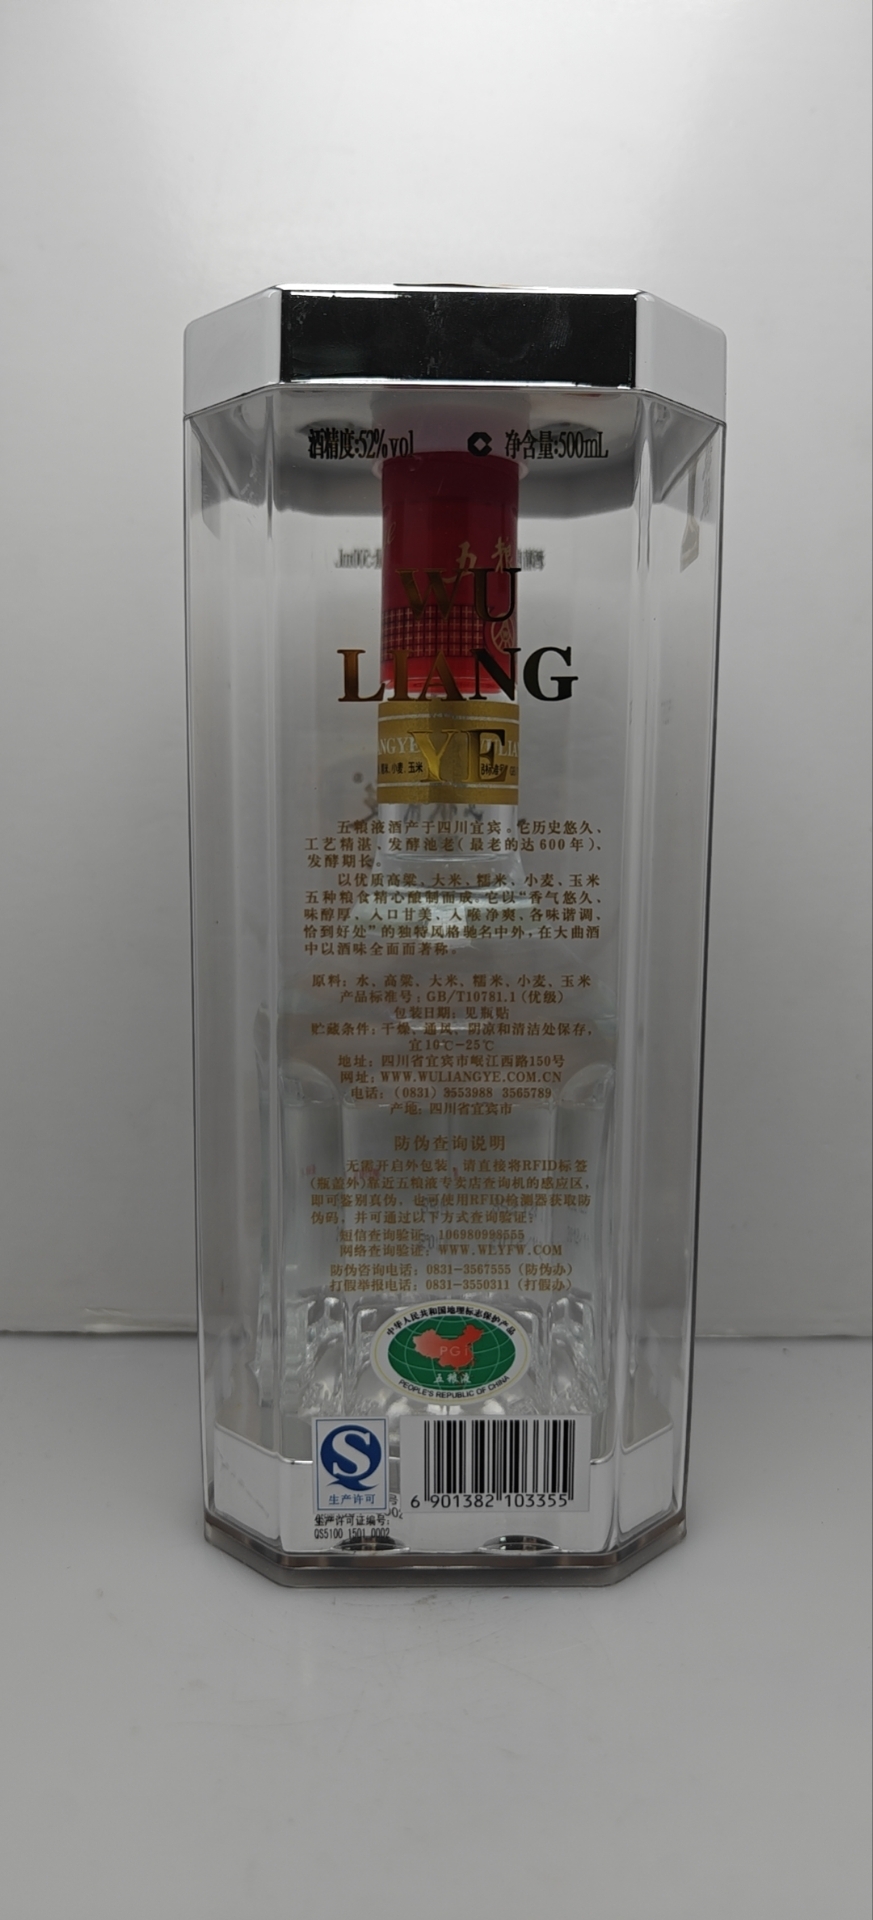 酒精度:52%vol 净含量:500mL
五粮
WU
LIANG
YE
五粮液酒产于四川宜宾。它历史悠久、
工艺精湛、发酵池老(最老的达600年)、
发酵期长。
以优质高粱、大米、糯米、小麦、玉米
五种粮食精心酿制而成。它以“香气悠久、
味醇厚、入口甘美、入喉净爽、各味谐调、
恰到好处”的独特风格驰名中外,在大曲酒
中以酒味全面而著称。
原料:水、高粱、大米、糯米、小麦、玉米
产品标准号:GB/T10781.1(优级)
包装日期:见瓶贴
贮藏条件:干燥、通风、阴凉和清洁处保存,
宜10℃-25℃
地址:四川省宜宾市岷江西路150号
网址:WWW.WULIANGYE.COM.CN
电话:(0831)3553988 3565789
产地:四川省宜宾市
防伪查询说明
无需开启外包装,请直接将RFID标签
(瓶盖外)靠近五粮液专卖店查询机的感应区,
即可鉴别真伪,也可使用RFID检测器获取防
伪码,并可通过以下方式查询验证:
短信查询验证:106980998555
网络查询验证:WWW.WLYFW.COM
防伪咨询电话:0831-3567555(防伪办)
打假举报电话:0831-3550311(打假办)
中华人民共和国地理标志保护产品
PGI
五粮液
PEOPLE'S REPUBLIC OF CHINA
生产许可
6 901382 103355
生产许可证编号:
QS5100 1501 0002